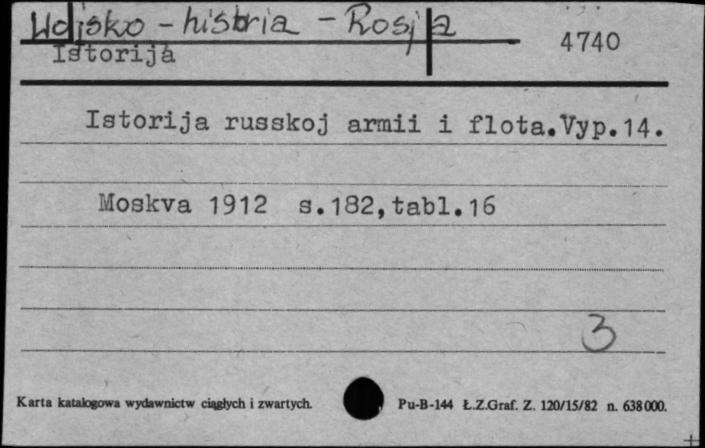 Wojsko - histria - Rosja
4740
Istorija
Istorija russkoj armii i flota.Vyp.14.
Moskva 1912 s.182,tabl.16
3
Karta katalogowa wydawnictw ciągłych i zwartych.
Pu-B-144 Ł.Z.Graf. Z. 120/15/82 n. 638000.